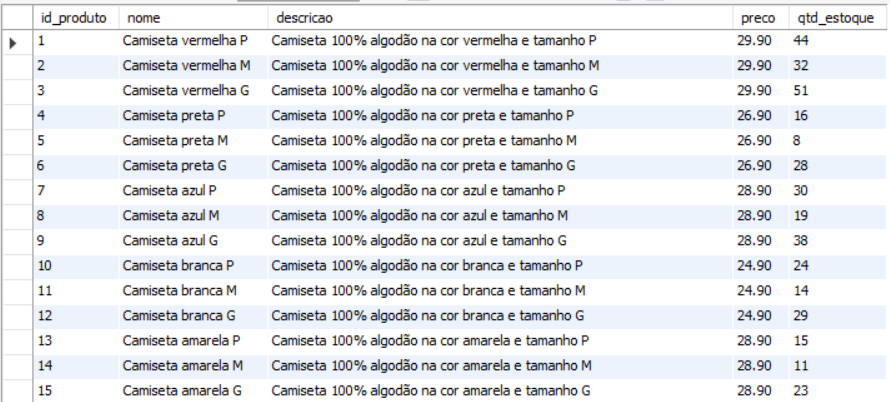 id_produto nome descricao preco qtd_estoque
1 Camiseta vermelha P Camiseta 100% algodão na cor vermelha e tamanho P 29.90 44
2 Camiseta vermelha M Camiseta 100% algodão na cor vermelha e tamanho M 29.90 32
3 Camiseta vermelha G Camiseta 100% algodão na cor vermelha e tamanho G 29.90 51
4 Camiseta preta P Camiseta 100% algodão na cor preta e tamanho P 26.90 16
5 Camiseta preta M Camiseta 100% algodão na cor preta e tamanho M 26.90 8
6 Camiseta preta G Camiseta 100% algodão na cor preta e tamanho G 26.90 28
7 Camiseta azul P Camiseta 100% algodão na cor azul e tamanho P 28.90 30
8 Camiseta azul M Camiseta 100% algodão na cor azul e tamanho M 28.90 19
9 Camiseta azul G Camiseta 100% algodão na cor azul e tamanho G 28.90 38
10 Camiseta branca P Camiseta 100% algodão na cor branca e tamanho P 24.90 24
11 Camiseta branca M Camiseta 100% algodão na cor branca e tamanho M 24.90 14
12 Camiseta branca G Camiseta 100% algodão na cor branca e tamanho G 24.90 29
13 Camiseta amarela P Camiseta 100% algodão na cor amarela e tamanho P 28.90 15
14 Camiseta amarela M Camiseta 100% algodão na cor amarela e tamanho M 28.90 11
15 Camiseta amarela G Camiseta 100% algodão na cor amarela e tamanho G 28.90 23